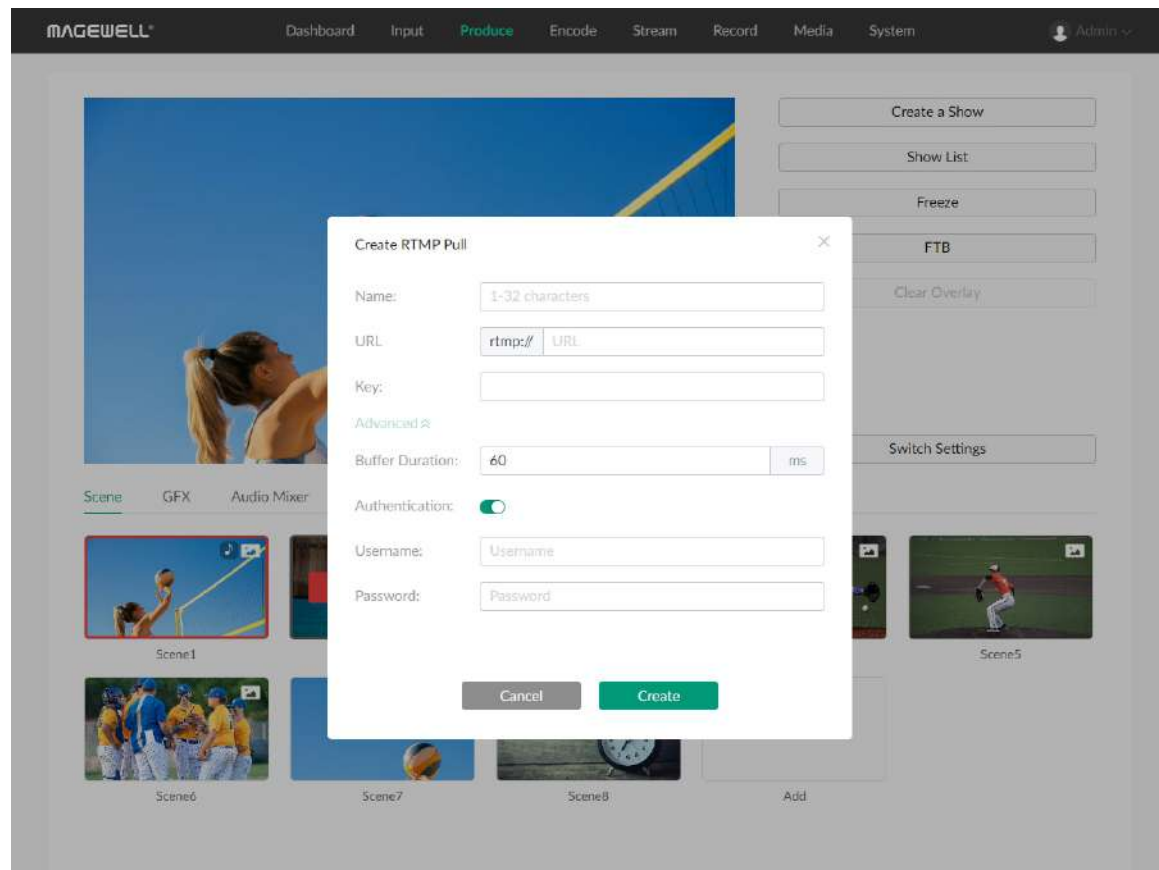 MAGEWELL®
Dashboard Input Produce Encode Stream Record Media System Admin
Create a Show
Show List
Freeze
FTB
Clear Overlay
Switch Settings
Create RTMP Pull
Name: 1-32 characters
URL rtmp:// URL
Key:
Advanced
Buffer Duration: 60 ms
Authentication:
Username: Username
Password: Password
Cancel Create
Scene GFX Audio Mixer
Scene1 Scene5
Scene6 Scene7 Scene8 Add